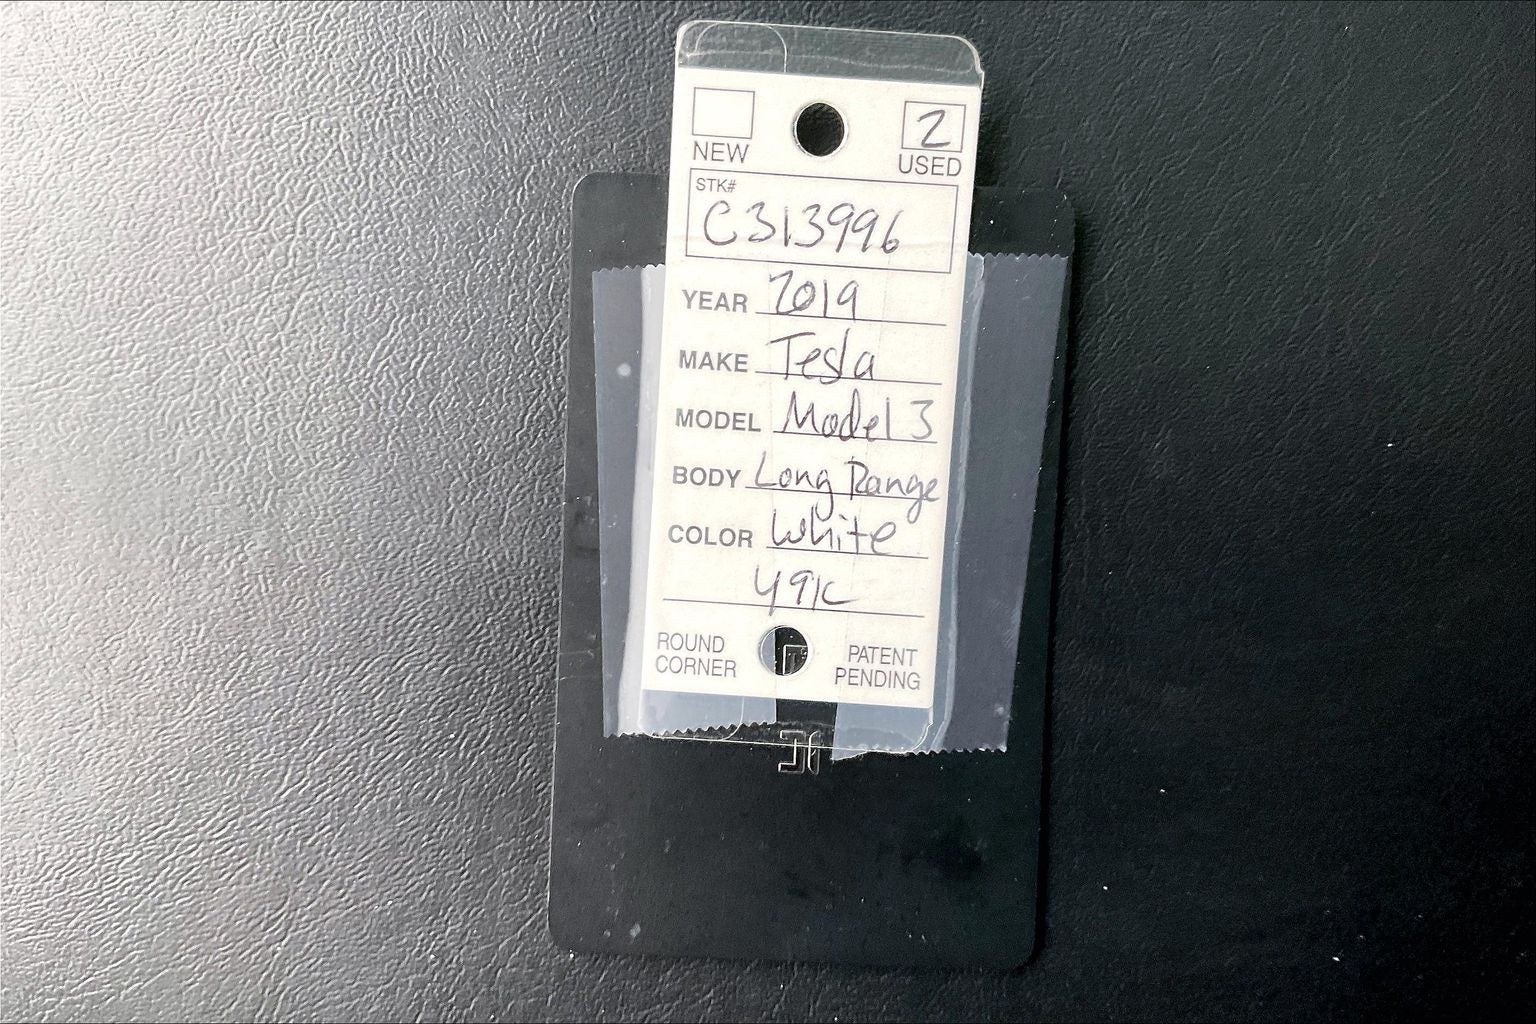 2
NEW
USED
STK#
C313996
YEAR 2019
MAKE Tesla
MODEL Model 3
BODY Long Range
COLOR White
49K
ROUND CORNER
PATENT PENDING